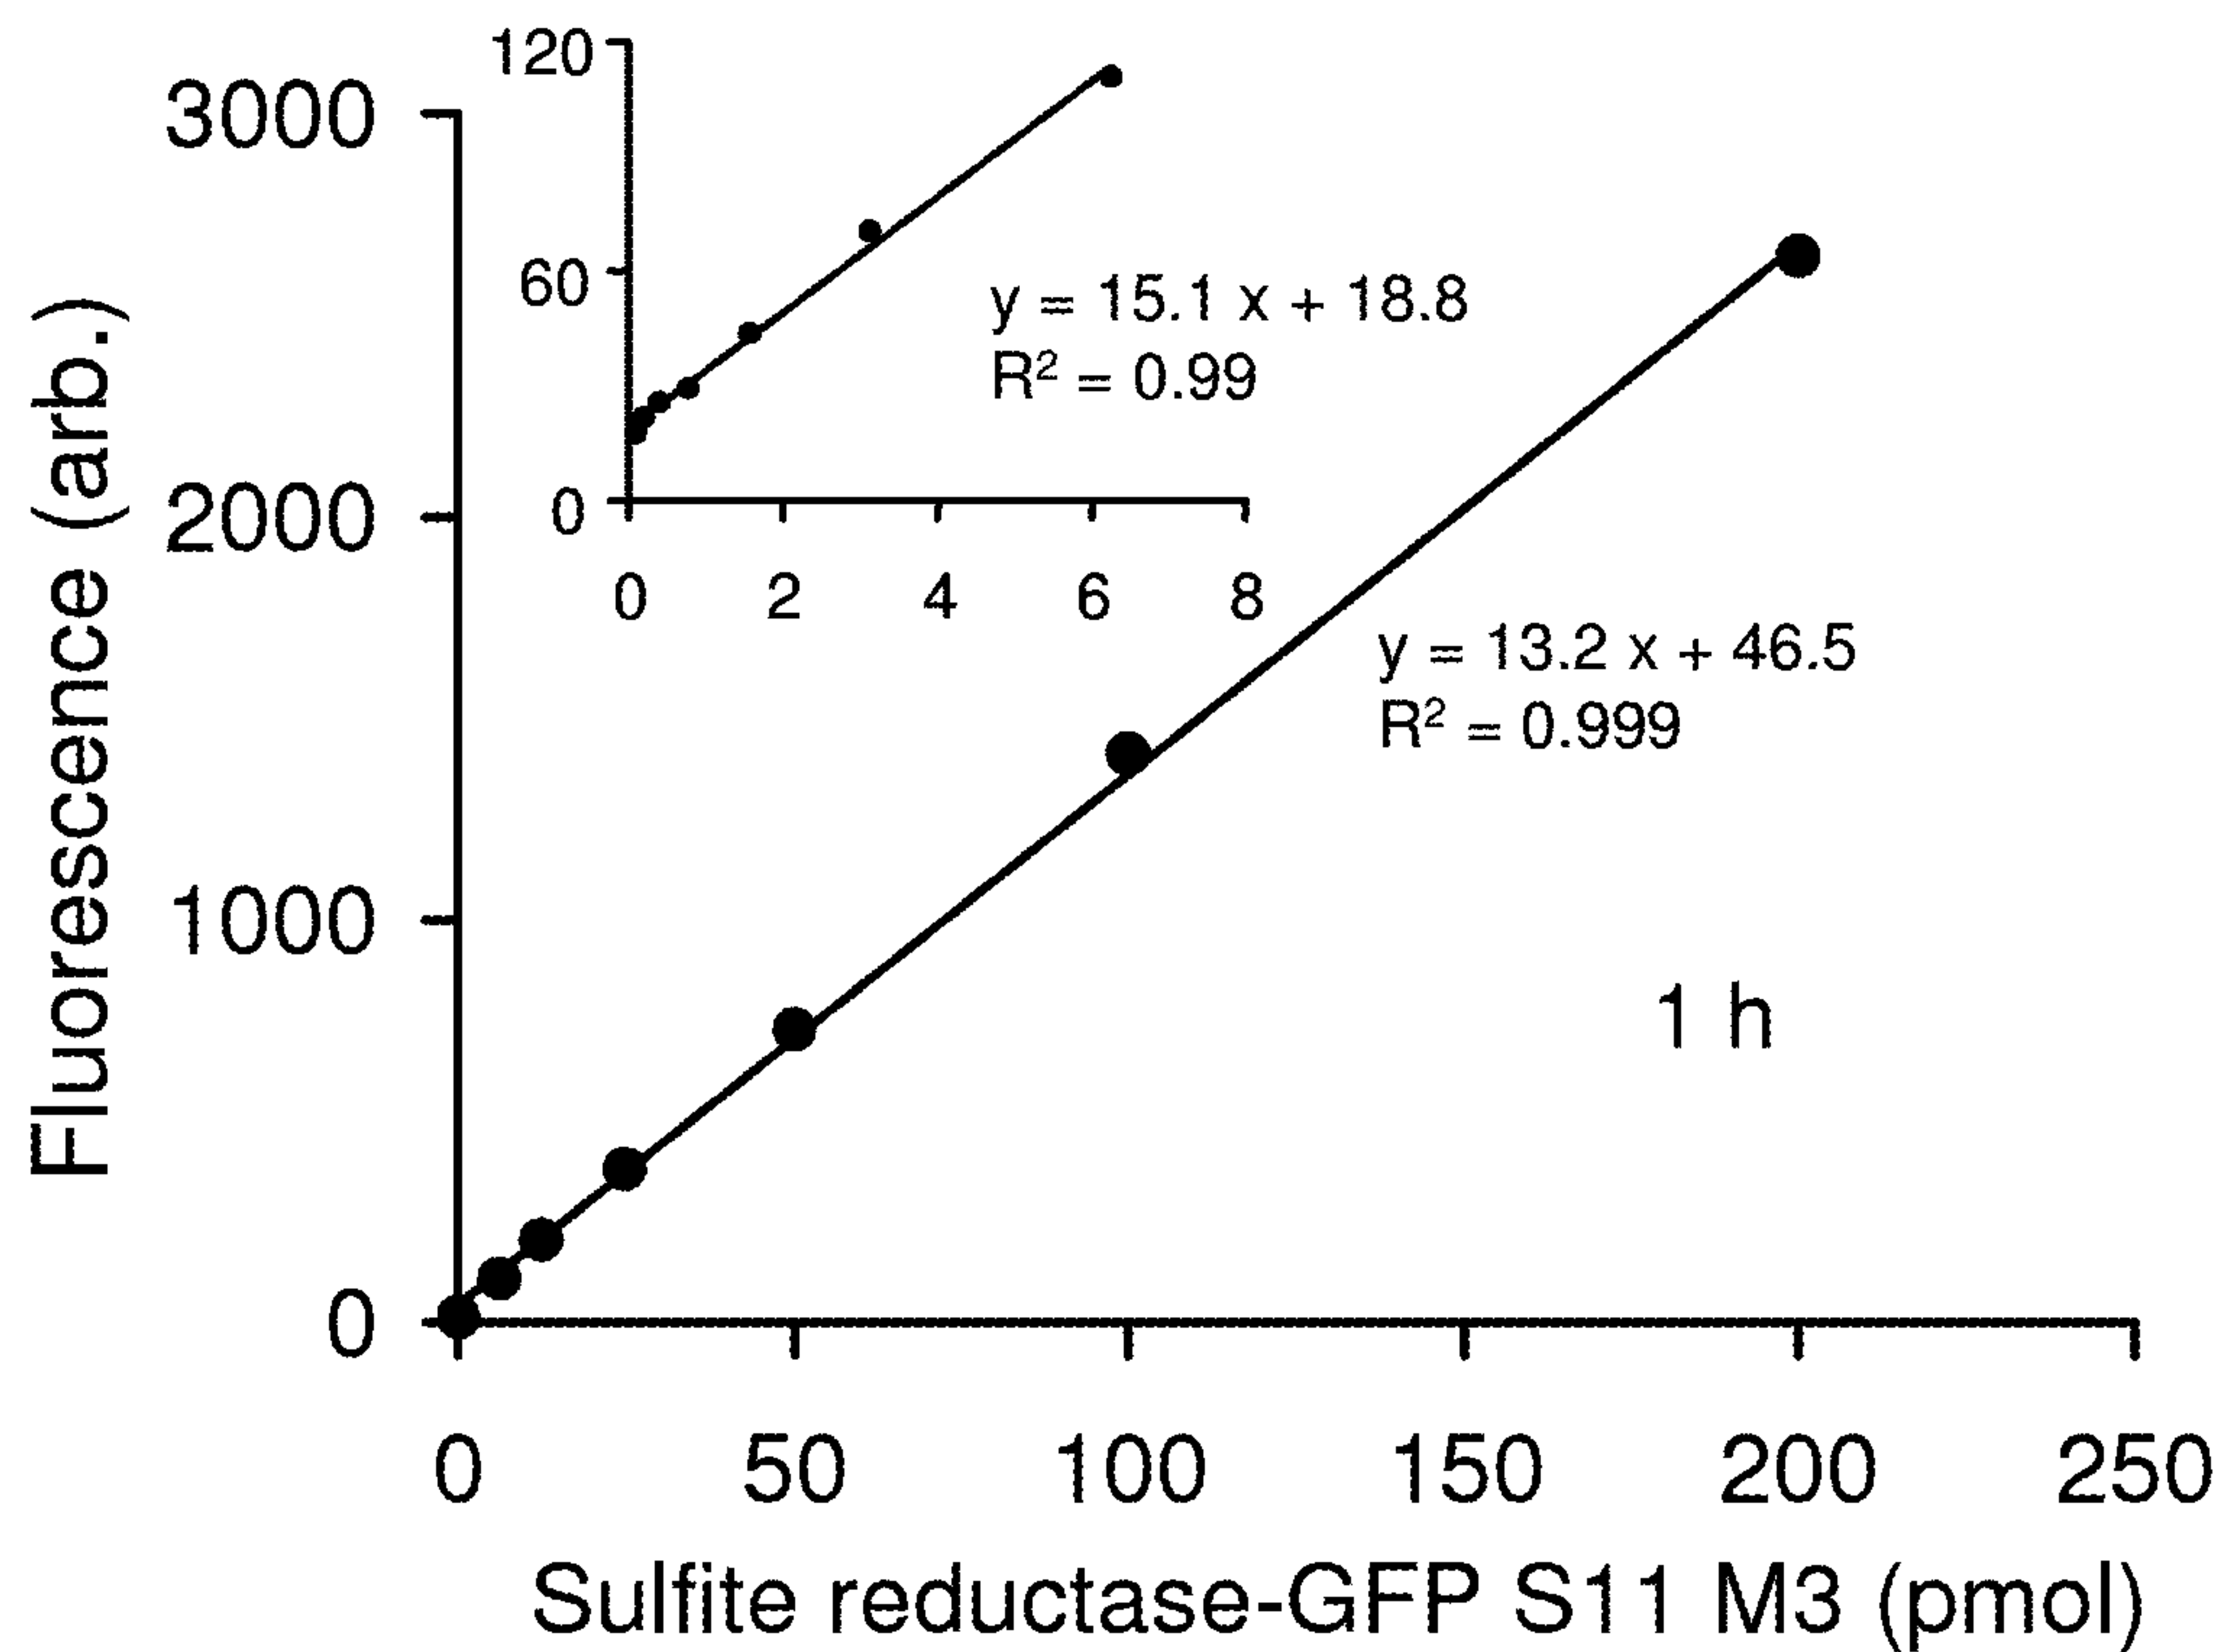 Fluorescence (arb.)
3000
2000
1000
0
120
60
0
0 2 4 6 8
y = 15.1 x + 18.8
R² = 0.99
y = 13.2 x + 46.5
R² = 0.999
1 h
0 50 100 150 200 250
Sulfite reductase-GFP S11 M3 (pmol)